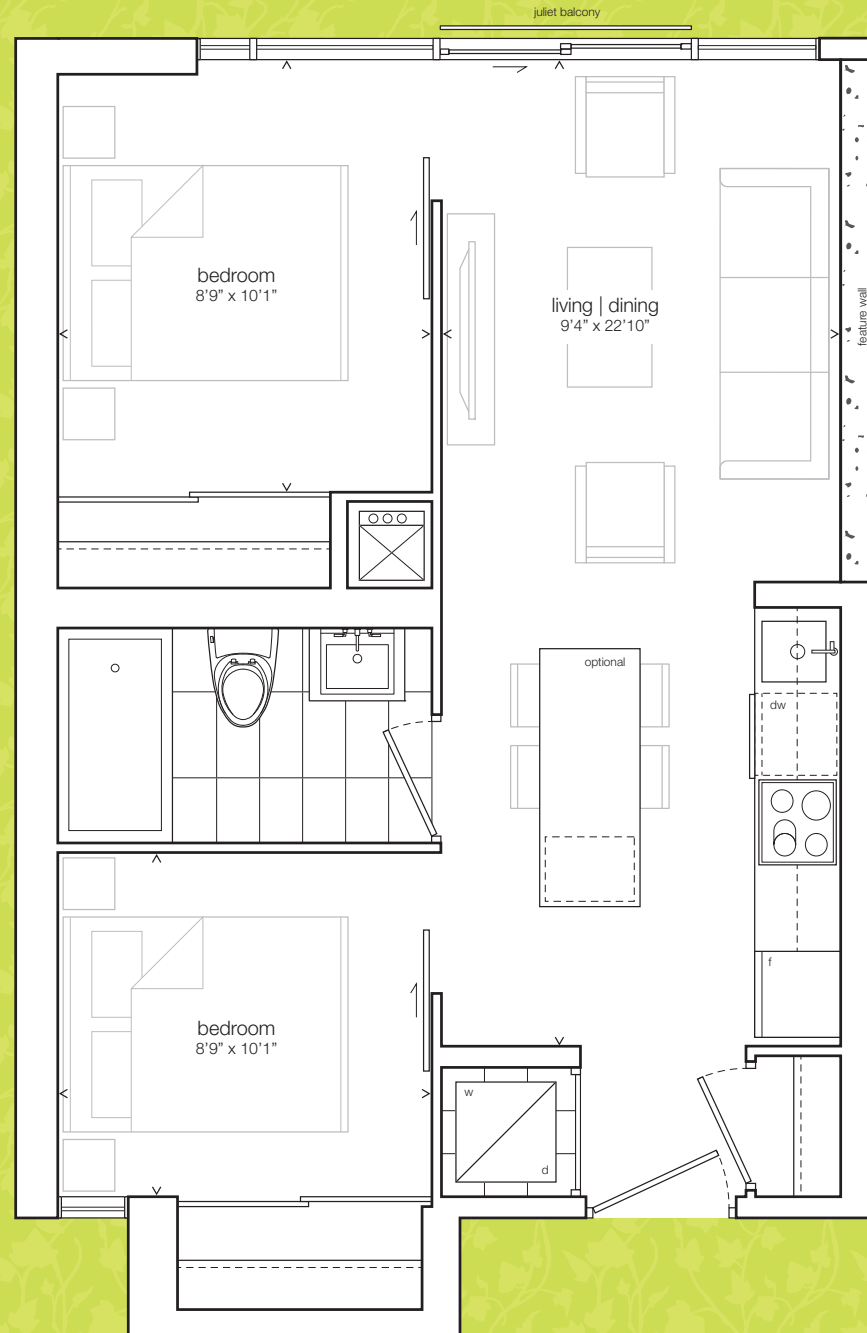 juliet balcony
bedroom
8’9” x 10’1”
living | dining
9’4” x 22’10”
feature wall
optional
dw
f
bedroom
8’9” x 10’1”
w
d